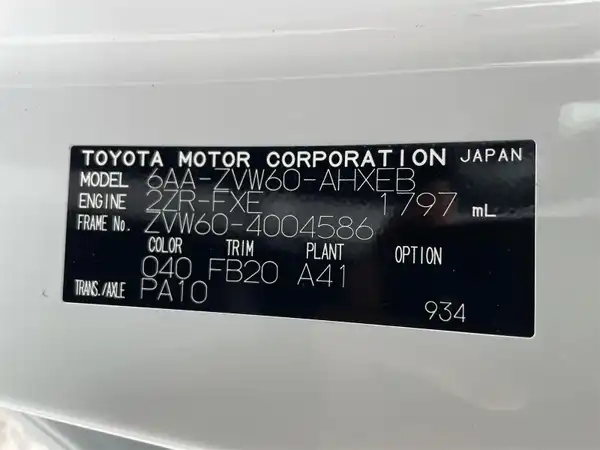 TOYOTA MOTOR CORPORATION JAPAN
MODEL 6AA-ZVW60-AHXEB
ENGINE 2ZR-FXE 1797 mL
FRAME No. ZVW60-4004586
COLOR TRIM PLANT OPTION
040 FB20 A41
TRANS./AXLE PA10
934